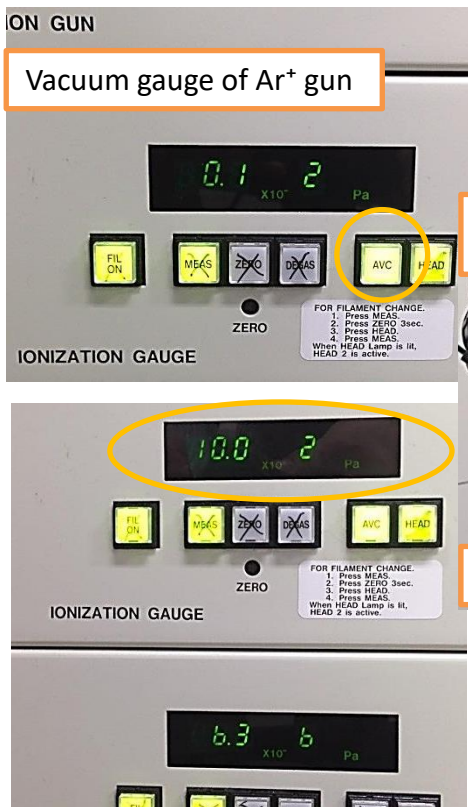 ION GUN
Vacuum gauge of Ar⁺ gun
0.1 X10⁻ 2 Pa
FIL ON MEAS ZERO DEGAS AVC HEAD
ZERO
FOR FILAMENT CHANGE.
1. Press MEAS.
2. Press ZERO 3sec.
3. Press HEAD.
4. Press MEAS.
When HEAD Lamp is lit,
HEAD 2 is active.
IONIZATION GAUGE
10.0 X10⁻ 2 Pa
FIL ON MEAS ZERO DEGAS AVC HEAD
ZERO
FOR FILAMENT CHANGE.
1. Press MEAS.
2. Press ZERO 3sec.
3. Press HEAD.
4. Press MEAS.
When HEAD Lamp is lit,
HEAD 2 is active.
IONIZATION GAUGE
6.3 X10⁻ 6 Pa